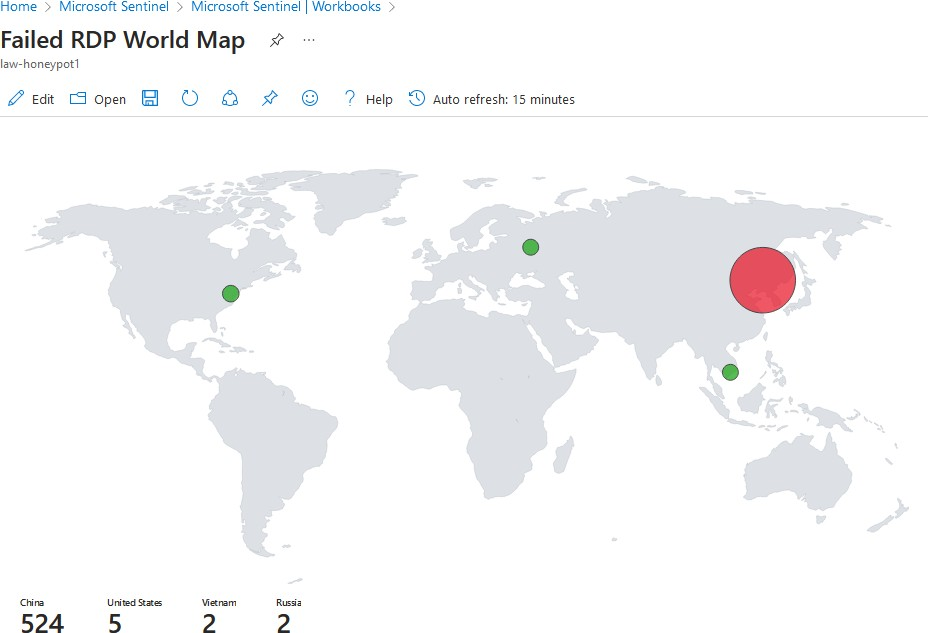 Home > Microsoft Sentinel > Microsoft Sentinel | Workbooks >
Failed RDP World Map ...
law-honeypot1
Edit Open Help Auto refresh: 15 minutes
China United States Vietnam Russia
524 5 2 2